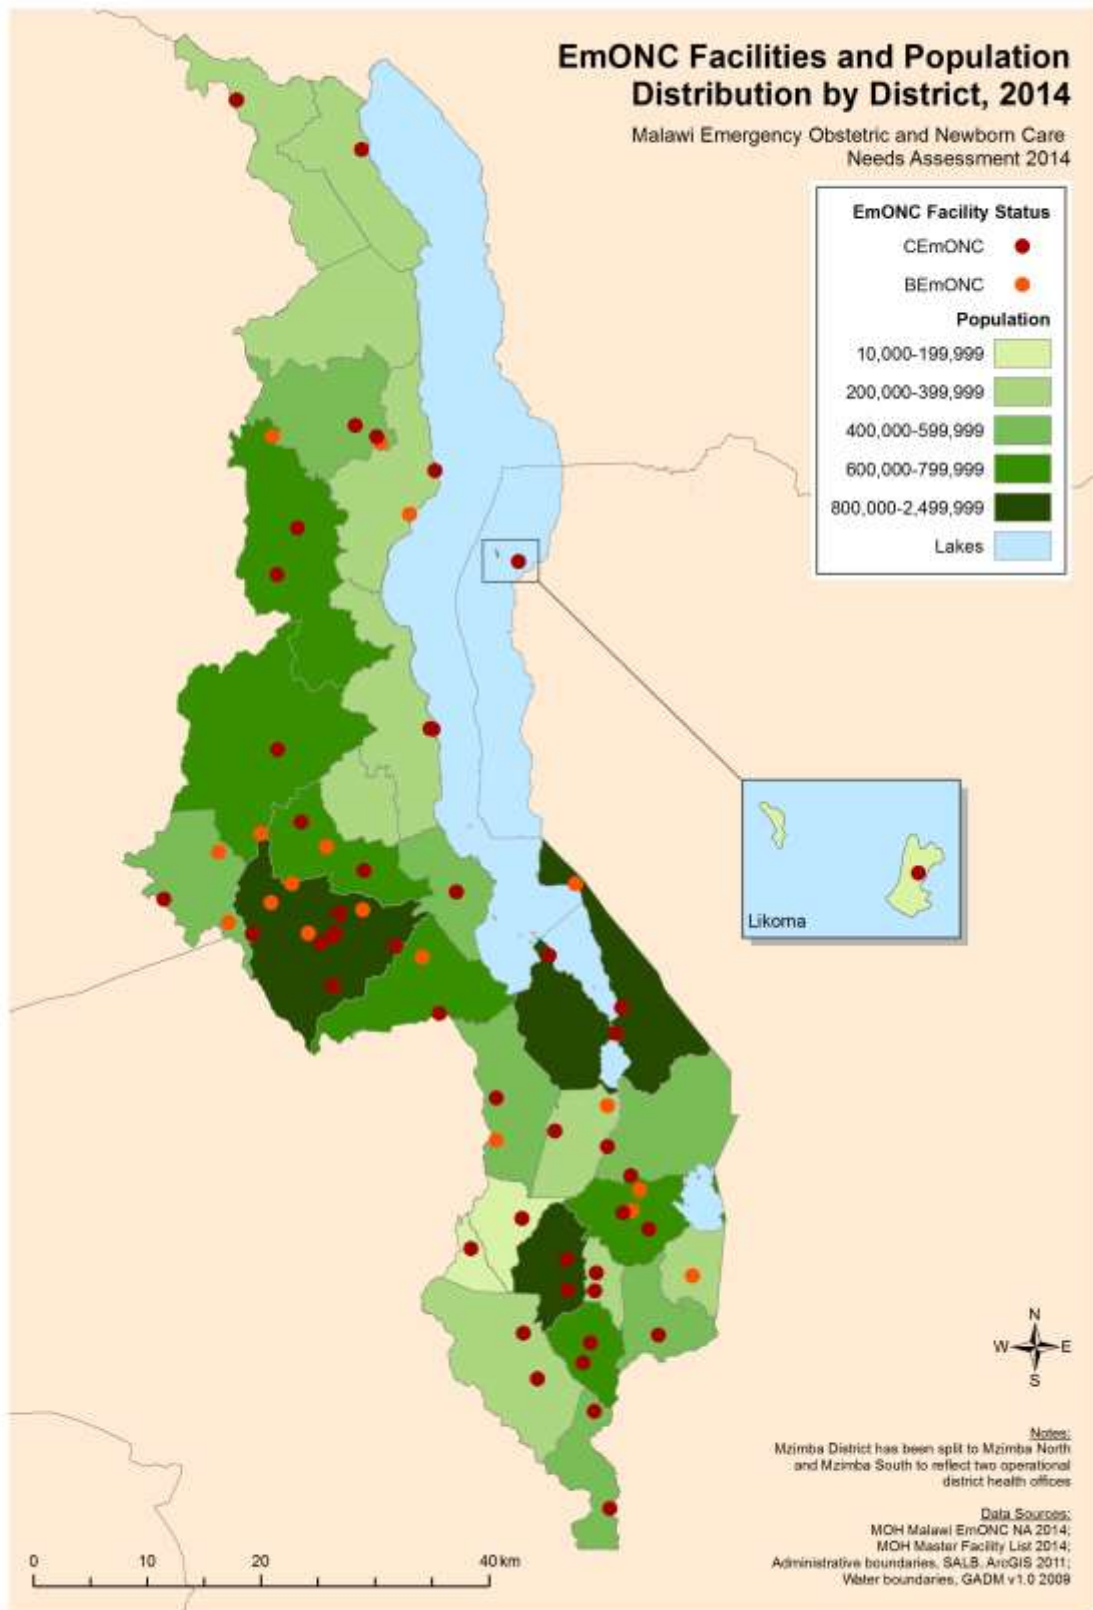 EmONC Facilities and Population
Distribution by District, 2014
Malawi Emergency Obstetric and Newborn Care
Needs Assessment 2014
EmONC Facility Status
CEmONC
BEmONC
Population
10,000-199,999
200,000-399,999
400,000-599,999
600,000-799,999
800,000-2,499,999
Lakes
Likoma
N
W E
S
Notes:
Mzimba District has been split to Mzimba North
and Mzimba South to reflect two operational
district health offices
Data Sources:
MOH Malawi EmONC NA 2014;
MOH Master Facility List 2014;
Administrative boundaries, SALB, ArcGIS 2011;
Water boundaries, GADM v1.0 2009
0 10 20 40 km